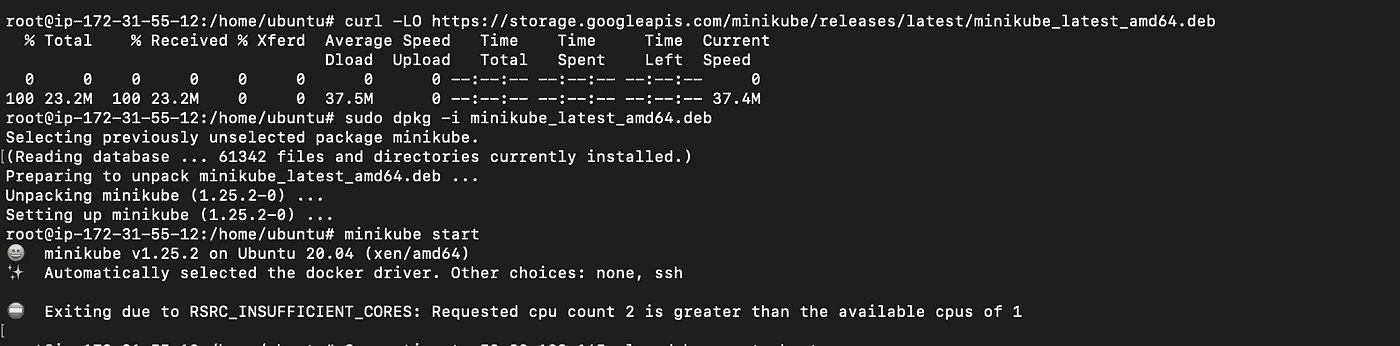 root@ip-172-31-55-12:/home/ubuntu# curl -LO https://storage.googleapis.com/minikube/releases/latest/minikube_latest_amd64.deb
  % Total    % Received % Xferd  Average Speed   Time    Time     Time  Current
                                 Dload  Upload   Total   Spent    Left  Speed
  0     0    0     0    0     0      0      0 --:--:-- --:--:-- --:--:--     0
100 23.2M  100 23.2M    0     0  37.5M      0 --:--:-- --:--:-- --:--:-- 37.4M
root@ip-172-31-55-12:/home/ubuntu# sudo dpkg -i minikube_latest_amd64.deb
Selecting previously unselected package minikube.
(Reading database ... 61342 files and directories currently installed.)
Preparing to unpack minikube_latest_amd64.deb ...
Unpacking minikube (1.25.2-0) ...
Setting up minikube (1.25.2-0) ...
root@ip-172-31-55-12:/home/ubuntu# minikube start
😄  minikube v1.25.2 on Ubuntu 20.04 (xen/amd64)
✨  Automatically selected the docker driver. Other choices: none, ssh
⛔  Exiting due to RSRC_INSUFFICIENT_CORES: Requested cpu count 2 is greater than the available cpus of 1